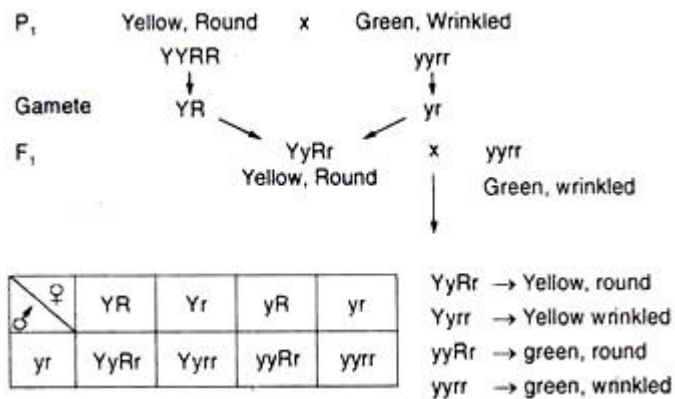 P₁ Yellow, Round x Green, Wrinkled
YYRR yyrr
Gamete YR yr
F₁ YyRr x yyrr
Yellow, Round Green, wrinkled
♂ ♀ YR Yr yR yr
yr YyRr Yyrr yyRr yyrr
YyRr → Yellow, round
Yyrr → Yellow wrinkled
yyRr → green, round
yyrr → green, wrinkled